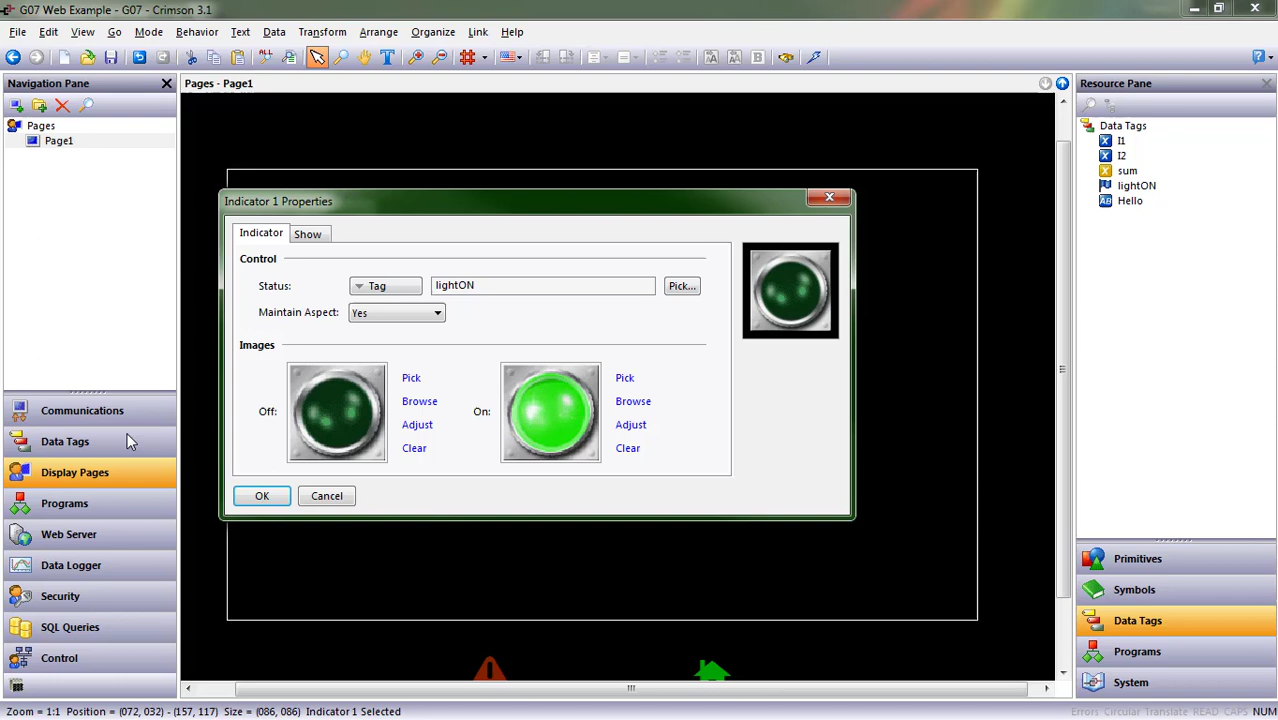 G07 Web Example - G07 - Crimson 3.1
File Edit View Go Mode Behavior Text Data Transform Arrange Organize Link Help
Navigation Pane
Pages - Page1
Resource Pane
Pages
Page1
Data Tags
I1
I2
sum
lightON
Hello
Indicator 1 Properties
Indicator Show
Control
Status: Tag lightON Pick...
Maintain Aspect: Yes
Images
Off: Pick Browse Adjust Clear
On: Pick Browse Adjust Clear
OK Cancel
Communications
Data Tags
Display Pages
Programs
Web Server
Data Logger
Security
SQL Queries
Control
Primitives
Symbols
Data Tags
Programs
System
Zoom = 1:1 Position = (072, 032) - (157, 117) Size = (086, 086) Indicator 1 Selected
Errors Circular Translate READ CAPS NUM